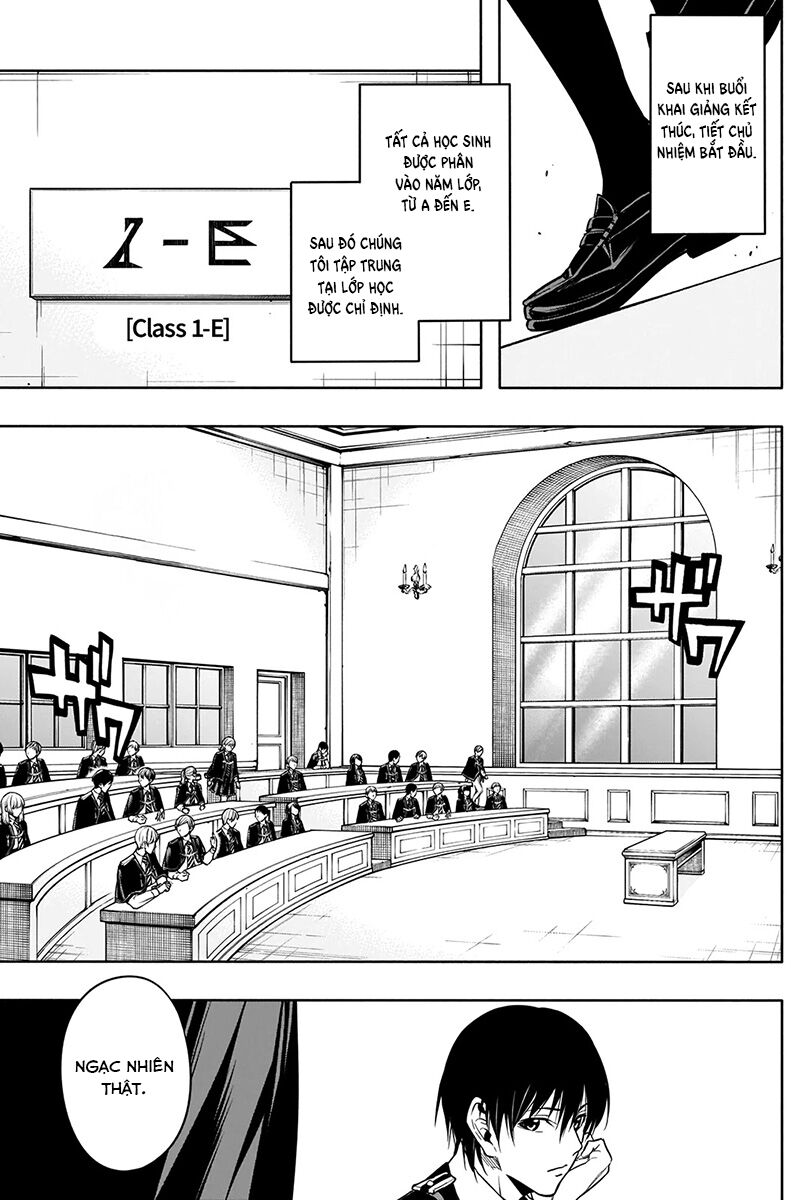 SAU KHI BUỔI
KHAI GIẢNG KẾT
THÚC, TIẾT CHỦ
NHIỆM BẮT ĐẦU.
TẤT CẢ HỌC SINH
ĐƯỢC PHÂN
VÀO NĂM LỚP,
TỪ A ĐẾN E.
SAU ĐÓ CHÚNG
TÔI TẬP TRUNG
TẠI LỚP HỌC
ĐƯỢC CHỈ ĐỊNH.
1-E
[Class 1-E]
ザワ
ザワ
NGẠC NHIÊN
THẬT.